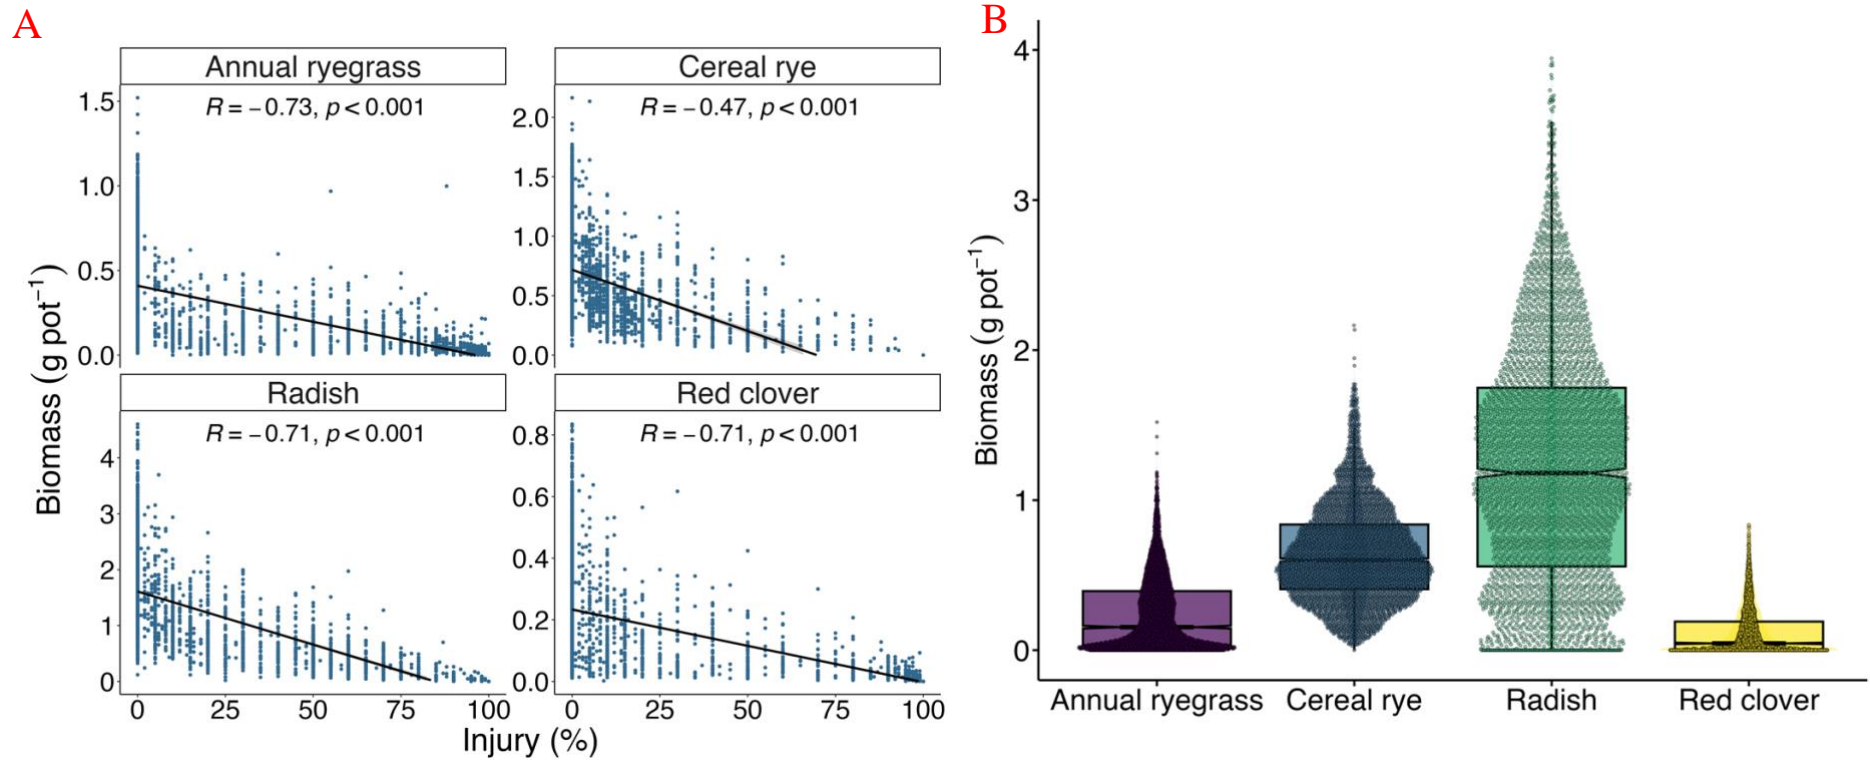 A
Annual ryegrass
R = −0.73, p < 0.001
1.5
1.0
0.5
0.0
Cereal rye
R = −0.47, p < 0.001
2.0
1.5
1.0
0.5
0.0
Radish
R = −0.71, p < 0.001
4
3
2
1
0
0 25 50 75 100
Red clover
R = −0.71, p < 0.001
0.8
0.6
0.4
0.2
0.0
0 25 50 75 100
Biomass (g pot⁻¹)
Injury (%)
B
Biomass (g pot⁻¹)
4
3
2
1
0
Annual ryegrass Cereal rye Radish Red clover